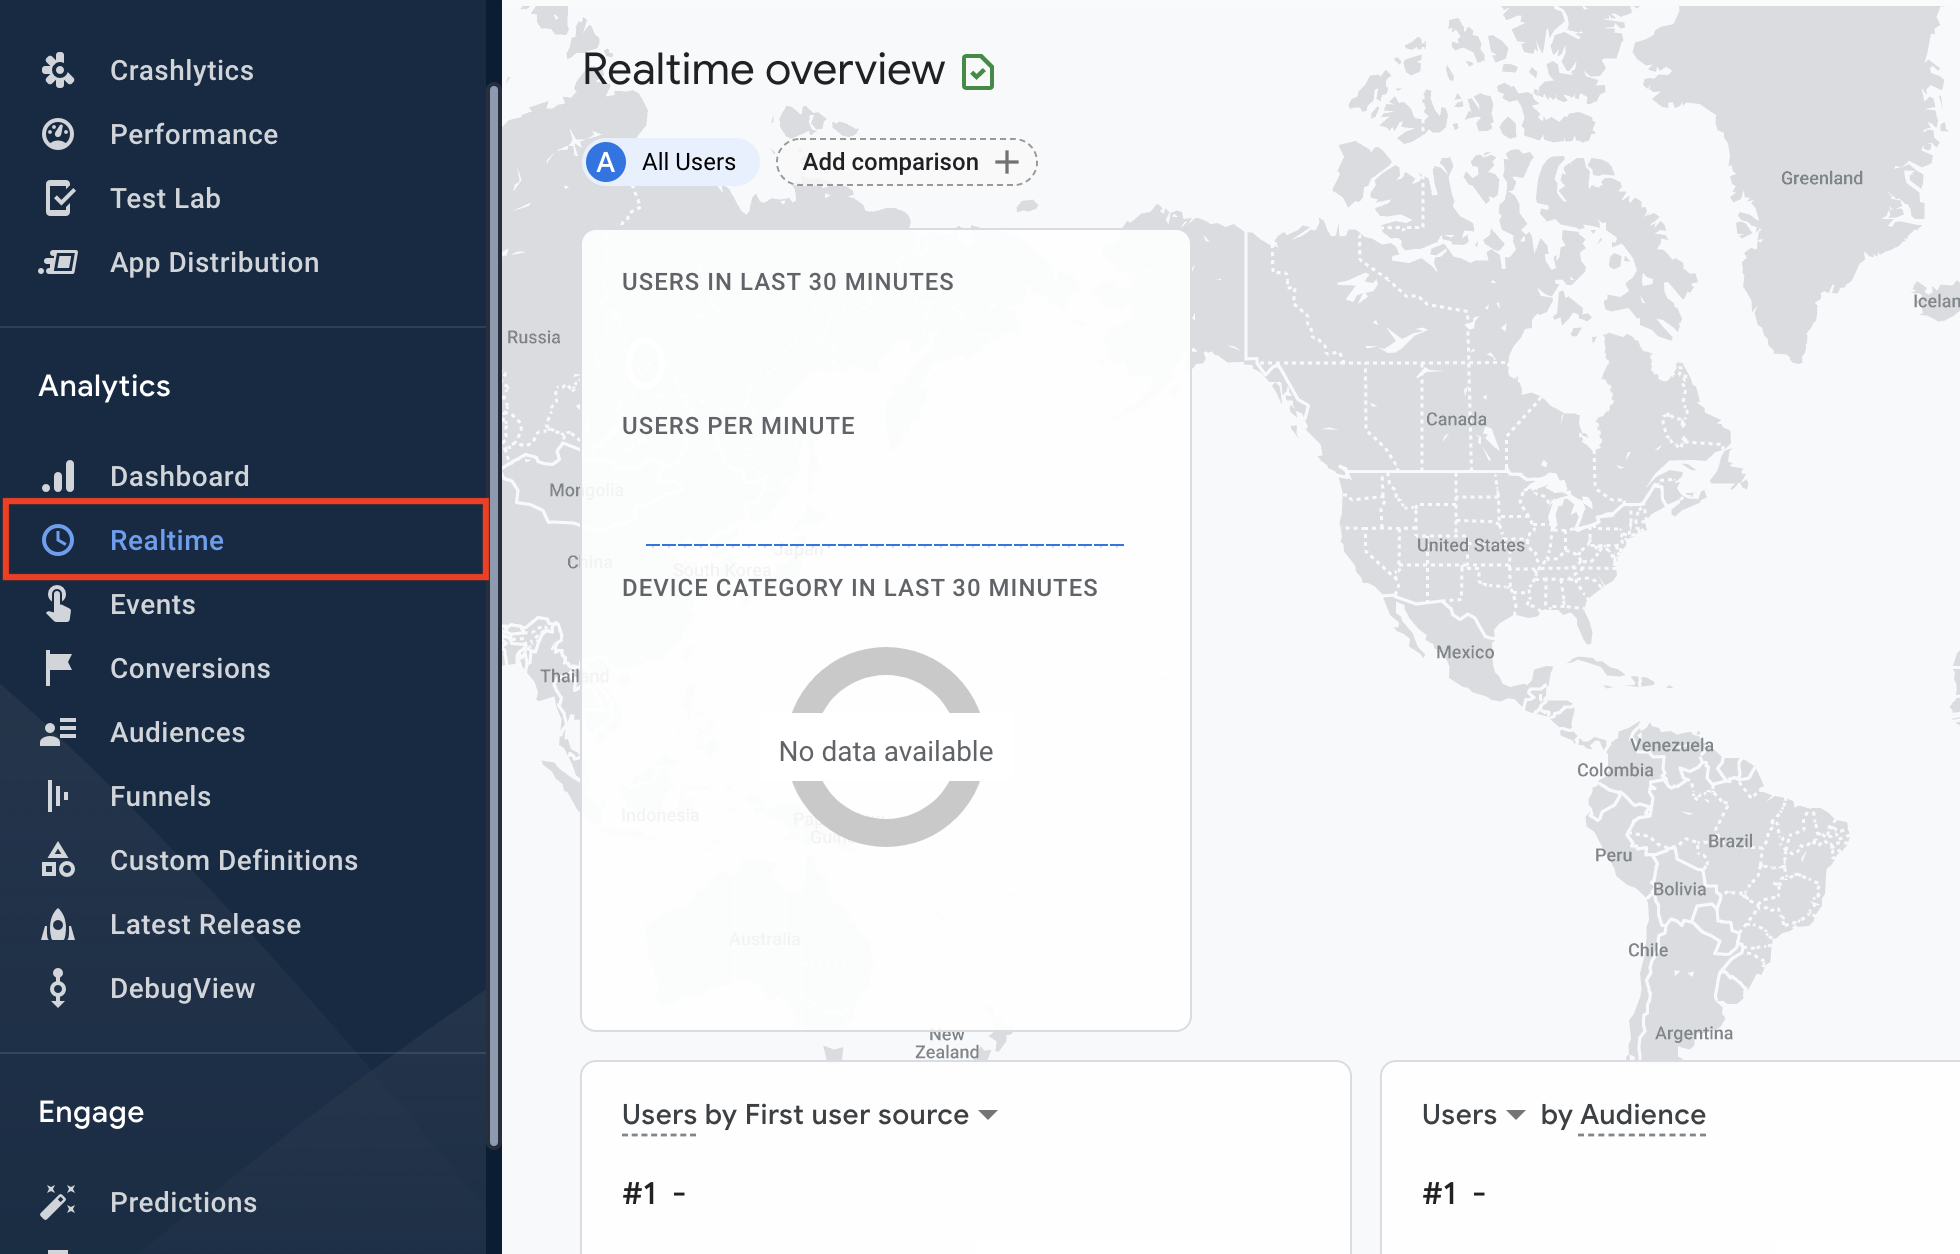 Crashlytics
Performance
Test Lab
App Distribution
Analytics
Dashboard
Realtime
Events
Conversions
Audiences
Funnels
Custom Definitions
Latest Release
DebugView
Engage
Predictions
Realtime overview
A All Users
Add comparison
USERS IN LAST 30 MINUTES
0
USERS PER MINUTE
DEVICE CATEGORY IN LAST 30 MINUTES
No data available
Users by First user source
#1 -
Users by Audience
#1 -
Russia
Mongolia
China
Japan
South Korea
Thailand
Indonesia
Australia
New
Zealand
Greenland
Canada
United States
Mexico
Venezuela
Colombia
Brazil
Peru
Bolivia
Chile
Argentina